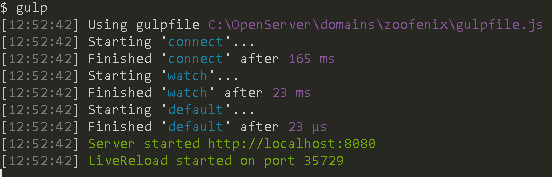 $ gulp
[12:52:42] Using gulpfile C:\OpenServer\domains\zoofenix\gulpfile.js
[12:52:42] Starting 'connect'...
[12:52:42] Finished 'connect' after 165 ms
[12:52:42] Starting 'watch'...
[12:52:42] Finished 'watch' after 23 ms
[12:52:42] Starting 'default'...
[12:52:42] Finished 'default' after 23 μs
[12:52:42] Server started http://localhost:8080
[12:52:42] LiveReload started on port 35729